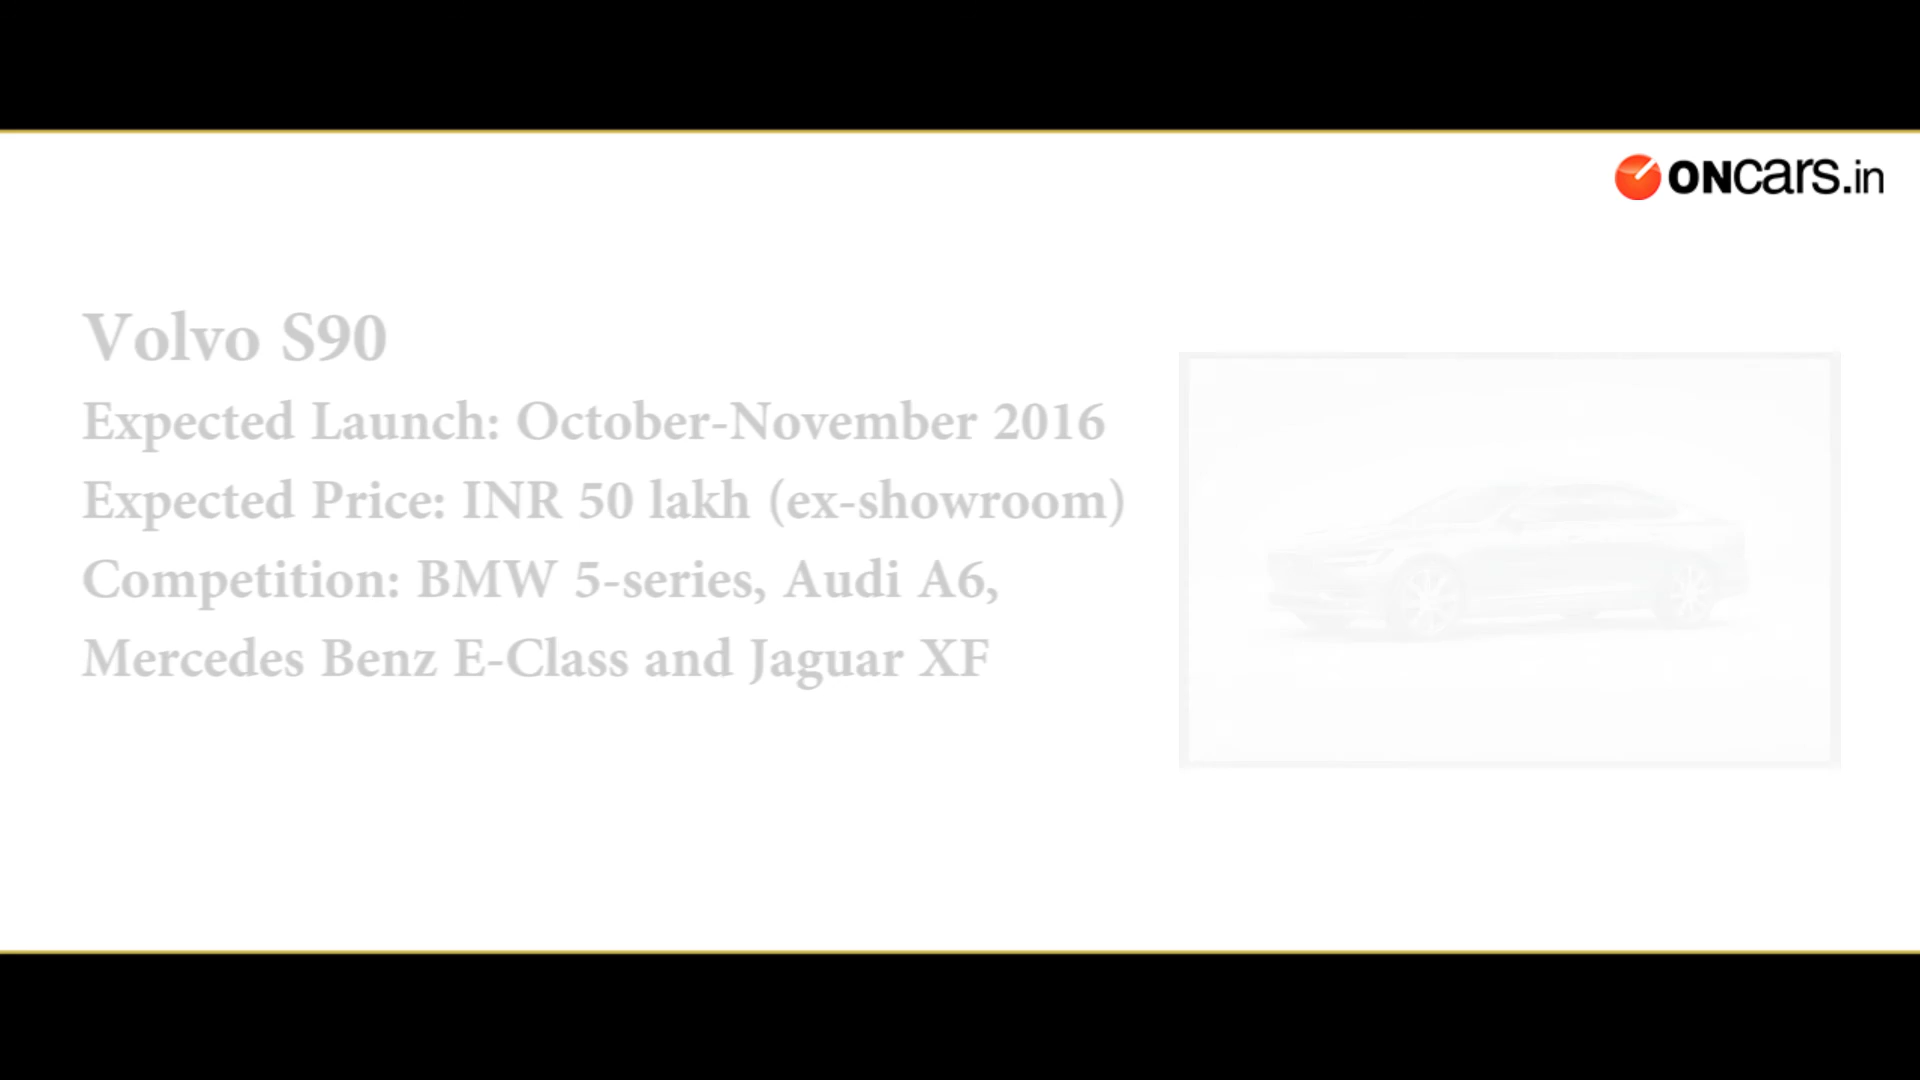 ONcars.in
Volvo S90
Expected Launch: October-November 2016
Expected Price: INR 50 lakh (ex-showroom)
Competition: BMW 5-series, Audi A6,
Mercedes Benz E-Class and Jaguar XF